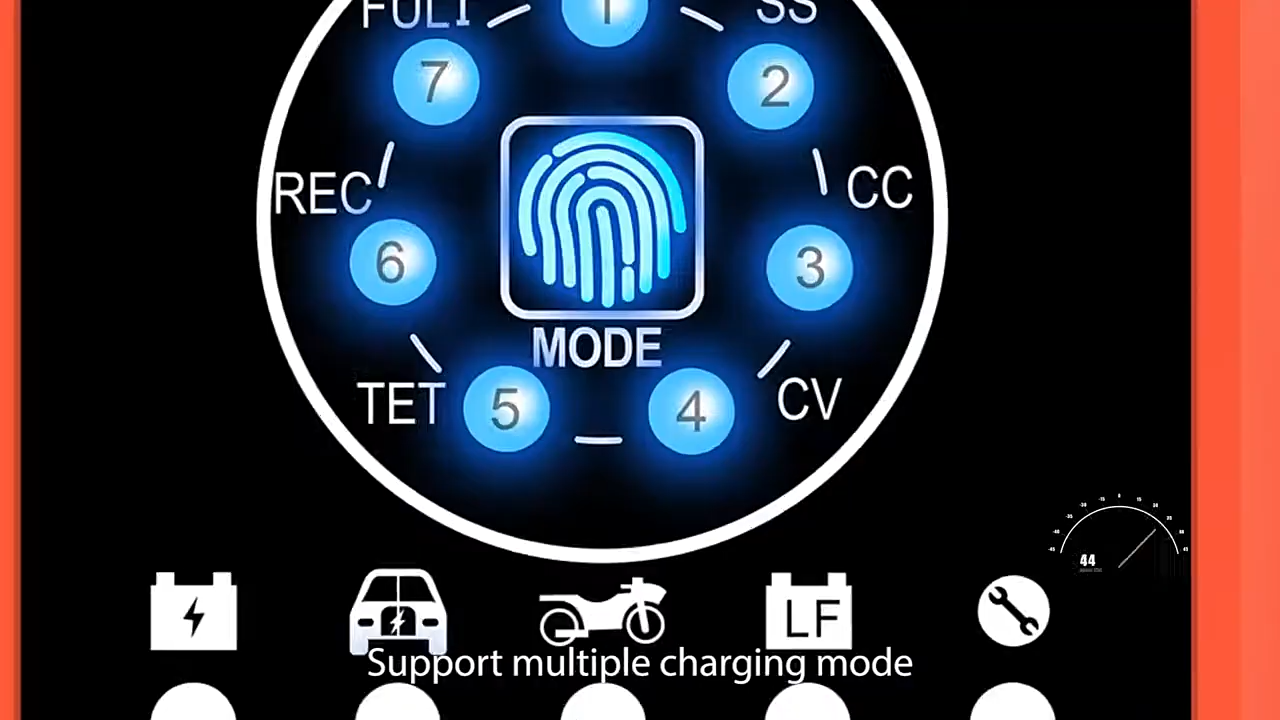 FULL
1
SS
7
2
REC
CC
6
3
MODE
TET
5
4
CV
44
LF
Support multiple charging mode